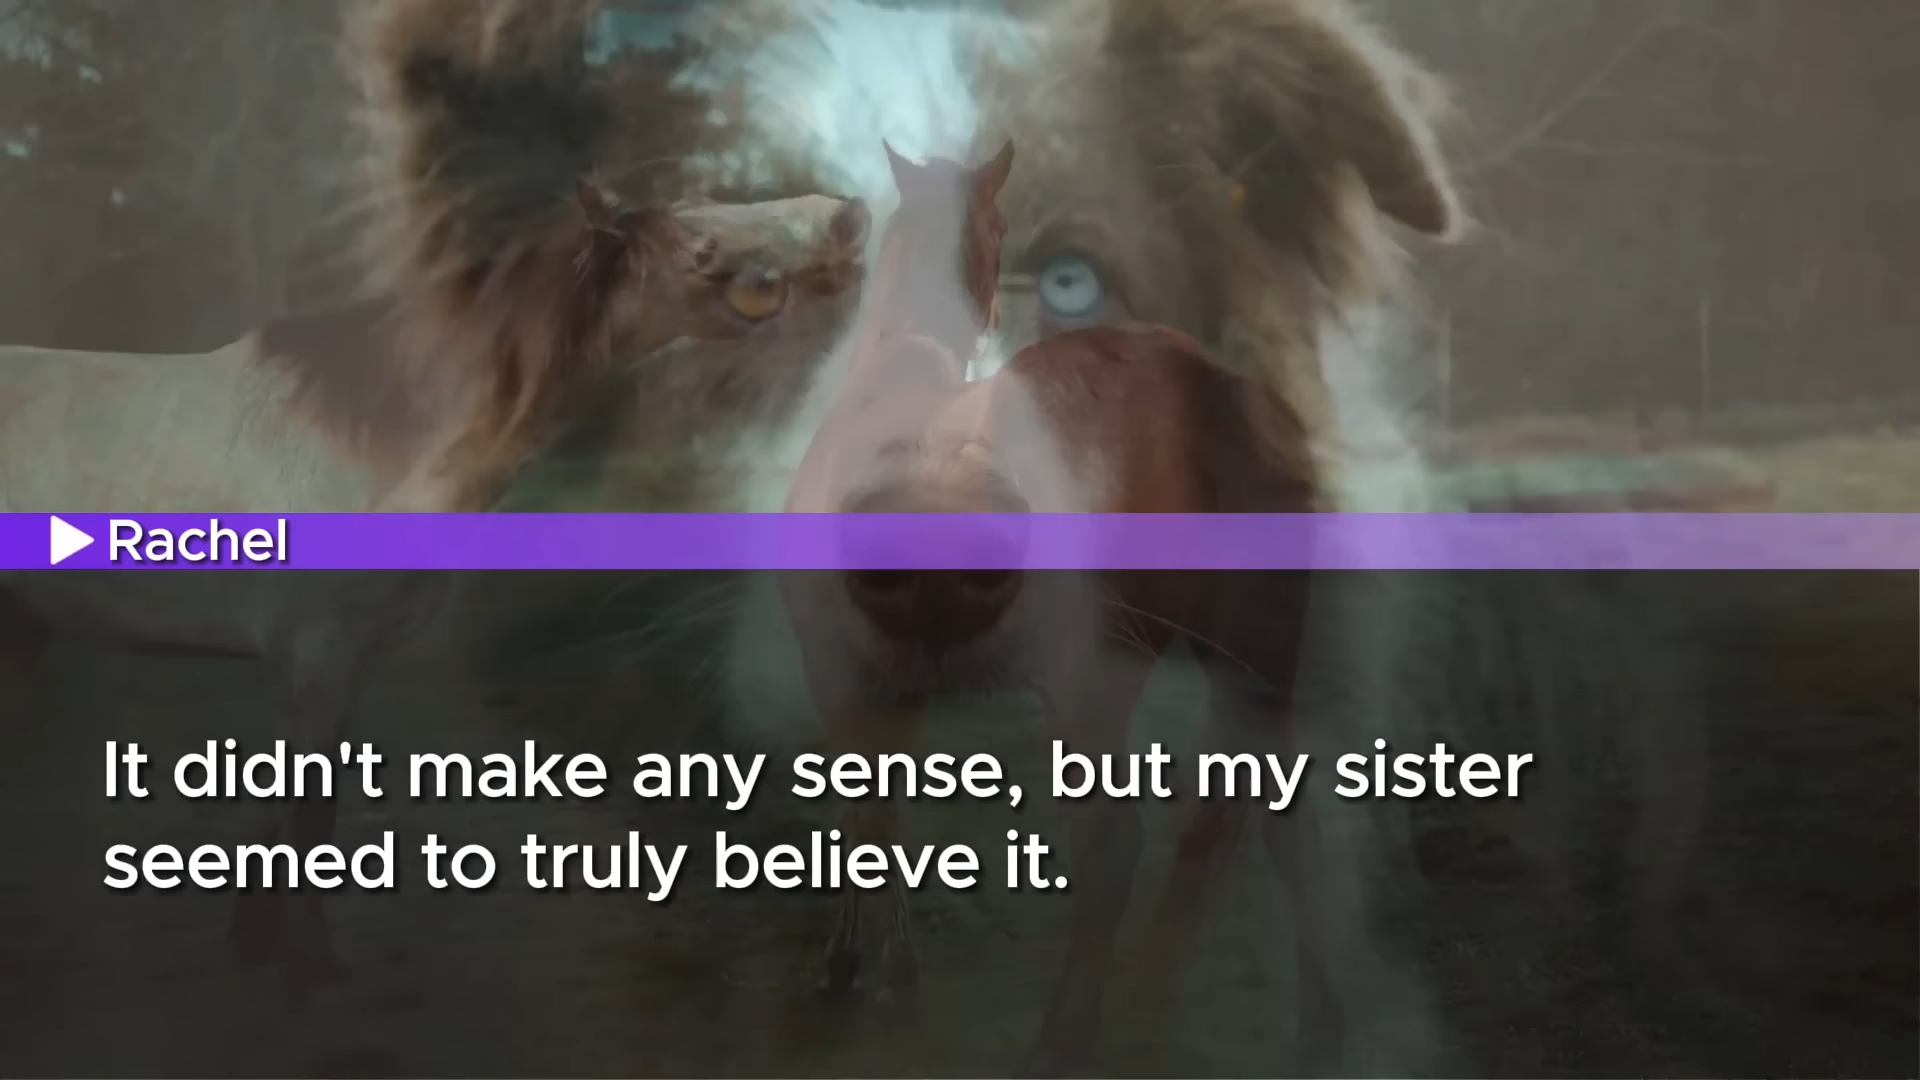 Rachel
It didn't make any sense, but my sister
seemed to truly believe it.